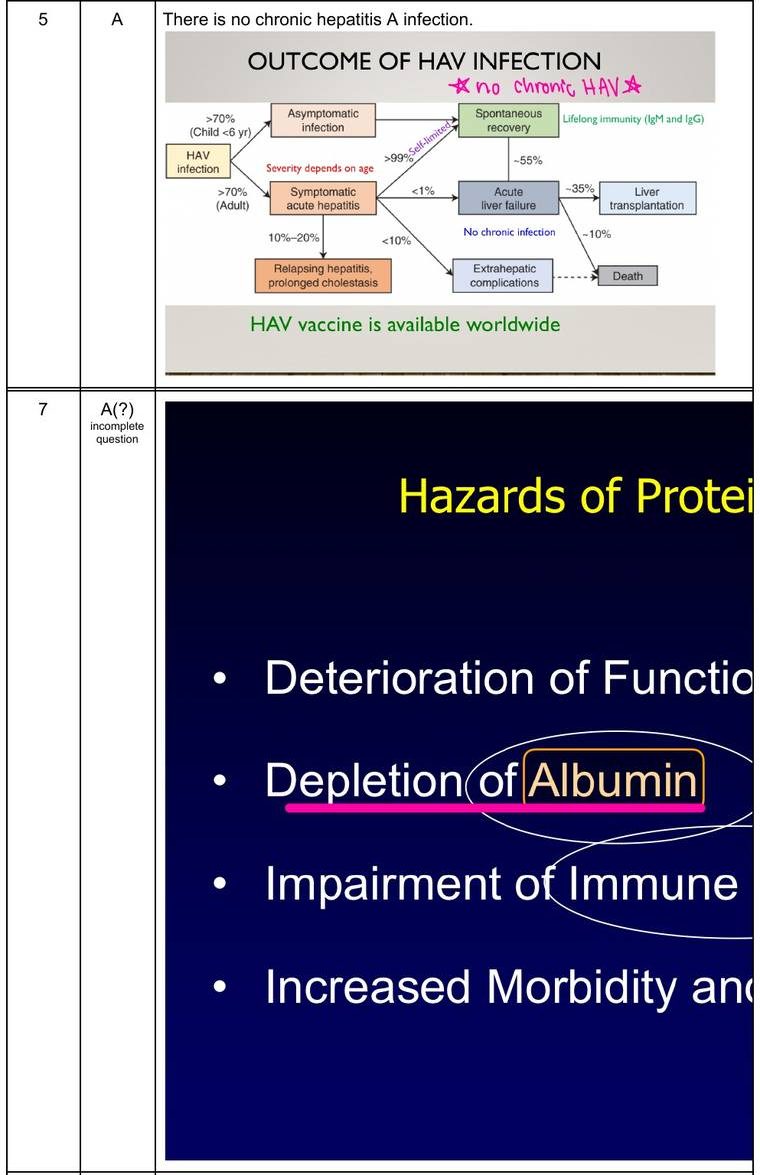 5
A
There is no chronic hepatitis A infection.
OUTCOME OF HAV INFECTION
☆ no chronic HAV ☆
>70%
(Child <6 yr)
Asymptomatic
infection
Spontaneous
recovery
Lifelong immunity (IgM and IgG)
HAV
infection
Self-limited
>99%
~55%
Severity depends on age
>70%
(Adult)
Symptomatic
acute hepatitis
<1%
Acute
liver failure
~35%
Liver
transplantation
10%–20%
<10%
No chronic infection
~10%
Relapsing hepatitis,
prolonged cholestasis
Extrahepatic
complications
Death
HAV vaccine is available worldwide
7
A(?)
incomplete
question
Hazards of Protei
• Deterioration of Functio
• Depletion of Albumin
• Impairment of Immune
• Increased Morbidity and